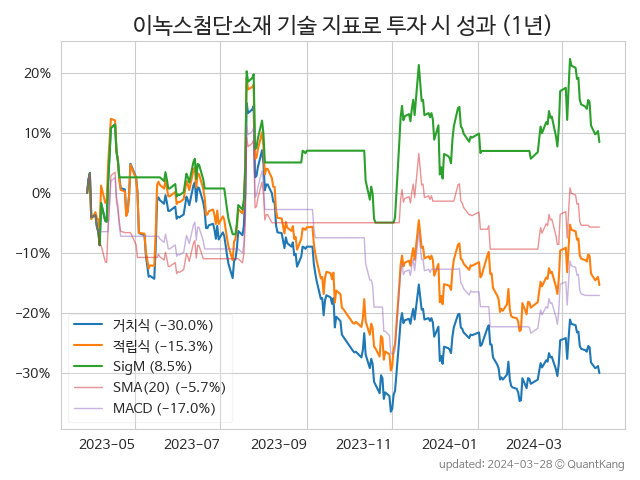 이녹스첨단소재 기술 지표로 투자 시 성과 (1년)
20%
10%
0%
−10%
−20%
−30%
거치식 (−30.0%)
적립식 (−15.3%)
SigM (8.5%)
SMA(20) (−5.7%)
MACD (−17.0%)
2023-05
2023-07
2023-09
2023-11
2024-01
2024-03
updated: 2024-03-28 © QuantKang